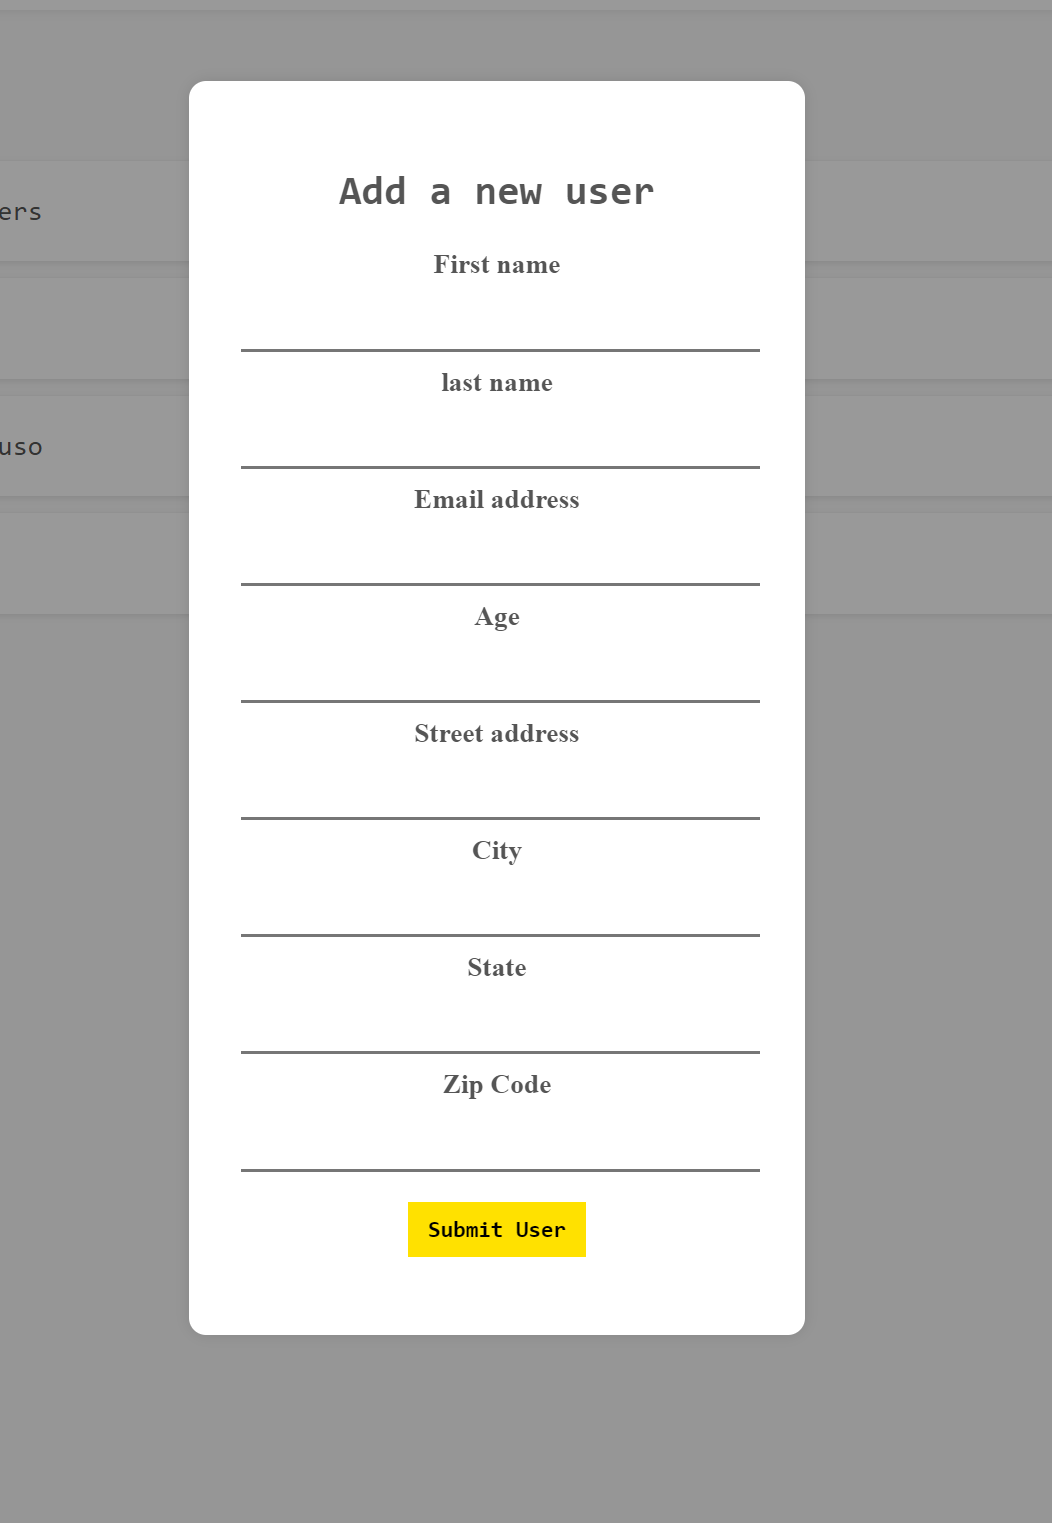 Add a new user
First name
ers
last name
uso
Email address
Age
Street address
City
State
Zip Code
Submit User